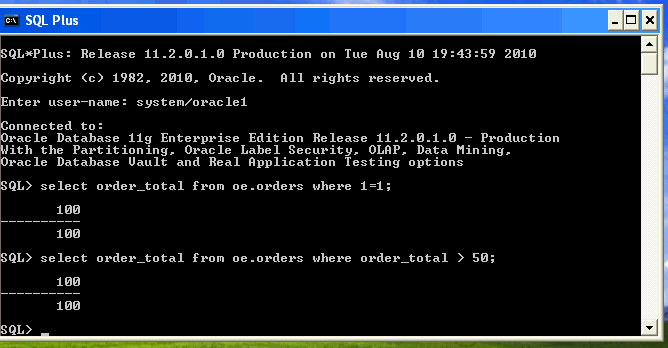 SQL Plus
SQL*Plus: Release 11.2.0.1.0 Production on Tue Aug 10 19:43:59 2010
Copyright (c) 1982, 2010, Oracle.  All rights reserved.
Enter user-name: system/oracle1
Connected to:
Oracle Database 11g Enterprise Edition Release 11.2.0.1.0 - Production
With the Partitioning, Oracle Label Security, OLAP, Data Mining,
Oracle Database Vault and Real Application Testing options
SQL> select order_total from oe.orders where 1=1;
100
----------
100
SQL> select order_total from oe.orders where order_total > 50;
100
----------
100
SQL> _